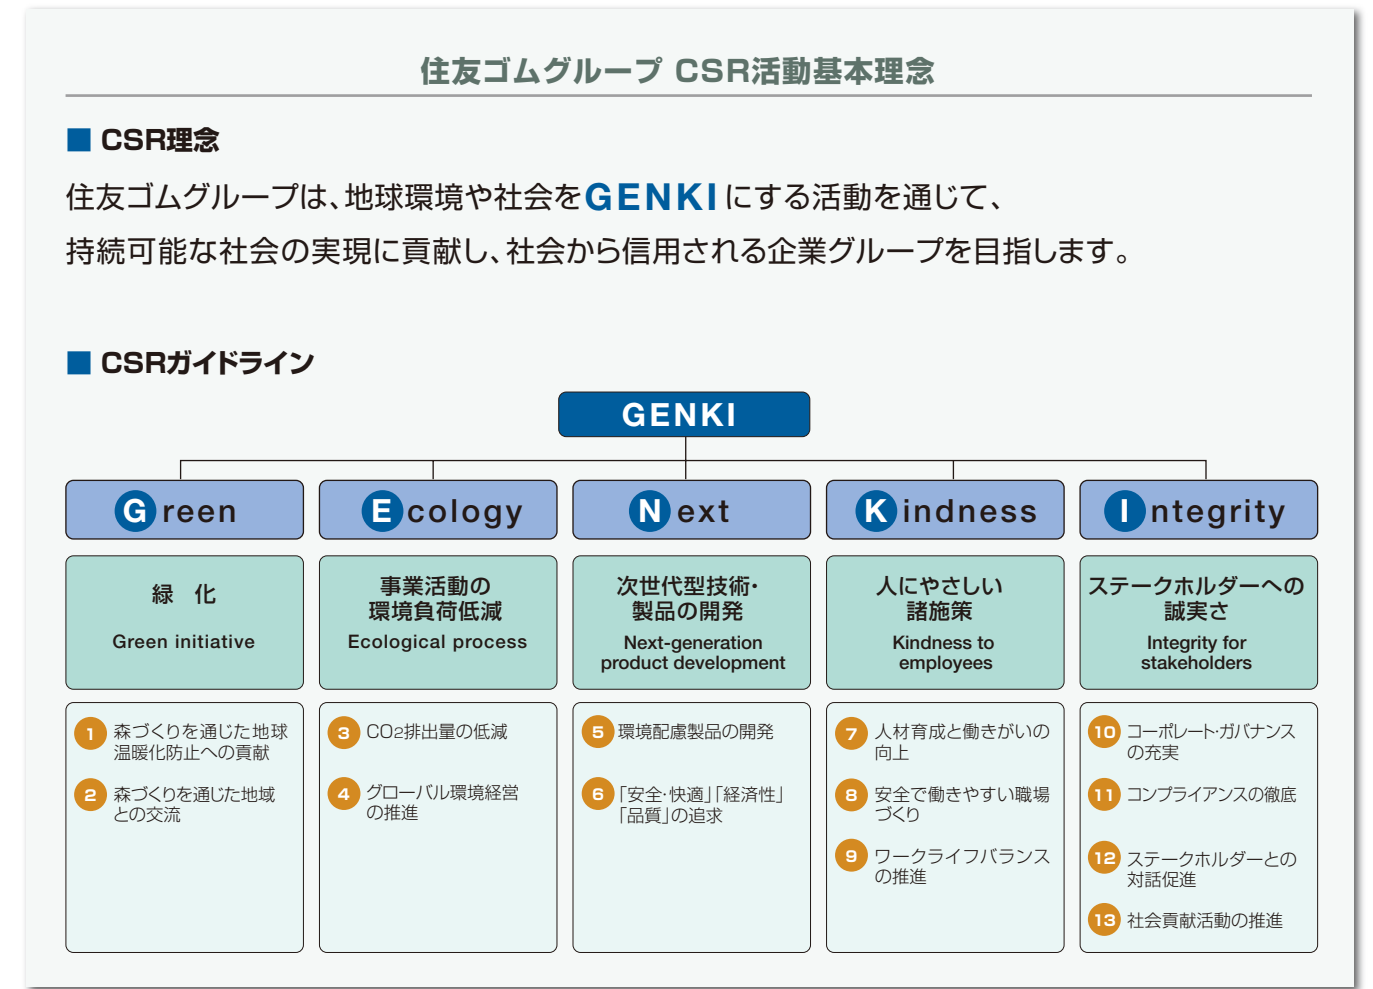 住友ゴムグループ CSR活動基本理念
CSR理念
住友ゴムグループは、地球環境や社会をGENKIにする活動を通じて、
持続可能な社会の実現に貢献し、社会から信用される企業グループを目指します。
CSRガイドライン
GENKI
Green
Ecology
Next
Kindness
Integrity
緑 化
Green initiative
事業活動の
環境負荷低減
Ecological process
次世代型技術・
製品の開発
Next-generation
product development
人にやさしい
諸施策
Kindness to
employees
ステークホルダーへの
誠実さ
Integrity for
stakeholders
1 森づくりを通じた地球
温暖化防止への貢献
2 森づくりを通じた地域
との交流
3 CO2排出量の低減
4 グローバル環境経営
の推進
5 環境配慮製品の開発
6 「安全・快適」「経済性」
「品質」の追求
7 人材育成と働きがいの
向上
8 安全で働きやすい職場
づくり
9 ワークライフバランス
の推進
10 コーポレート・ガバナンス
の充実
11 コンプライアンスの徹底
12 ステークホルダーとの
対話促進
13 社会貢献活動の推進